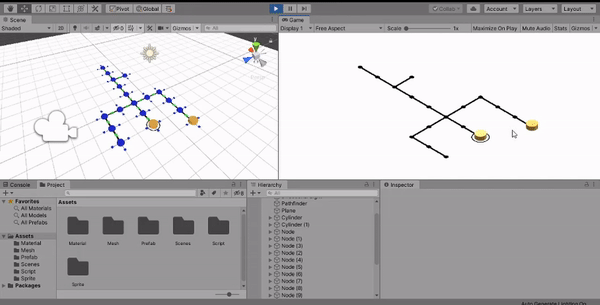 Pivot Global
Collab Account Layers Layout
Scene
Game
Shaded 2D Gizmos All
Display 1 Free Aspect Scale 1x Maximize On Play Mute Audio Stats Gizmos
Console Project
Hierarchy
Inspector
Favorites
All Materials
All Models
All Prefabs
Assets
Material
Mesh
Prefab
Scenes
Script
Sprite
Packages
Assets
Material Mesh Prefab Scenes Script
Sprite
All
Pathfinder
Plane
Cylinder
Cylinder (1)
Node
Node (1)
Node (3)
Node (2)
Node (4)
Node (5)
Node (6)
Node (7)
Node (8)
Node (9)
Auto Generate Lighting On